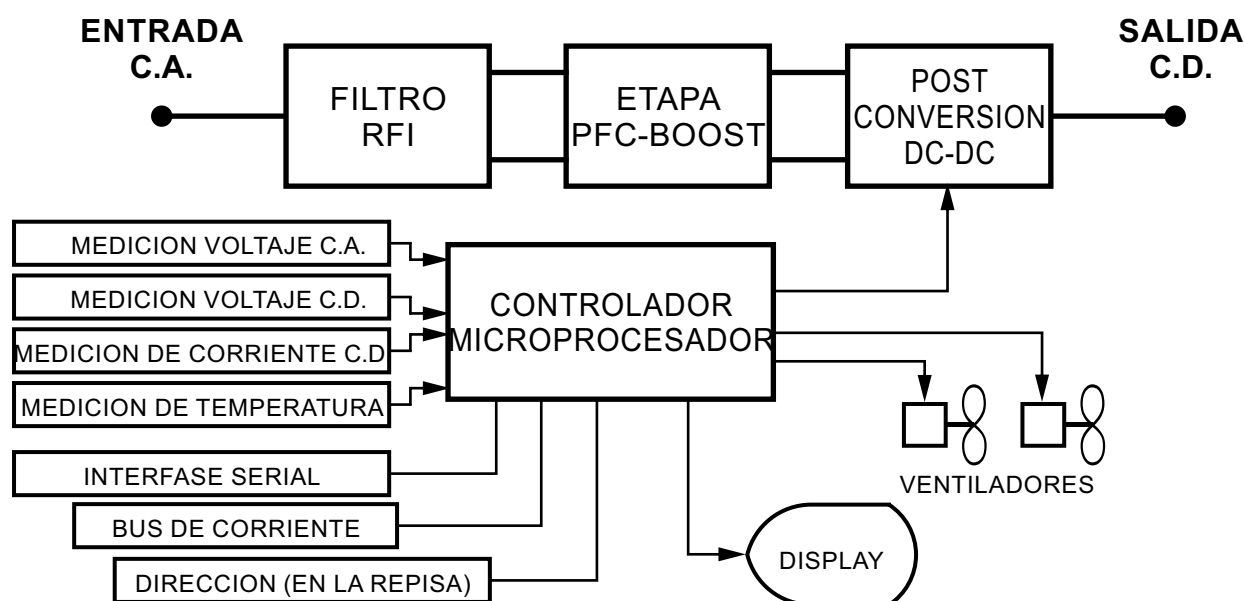 ENTRADA
C.A.
SALIDA
C.D.
FILTRO
RFI
ETAPA
PFC-BOOST
POST
CONVERSION
DC-DC
MEDICION VOLTAJE C.A.
MEDICION VOLTAJE C.D.
MEDICION DE CORRIENTE C.D
MEDICION DE TEMPERATURA
CONTROLADOR
MICROPROCESADOR
INTERFASE SERIAL
BUS DE CORRIENTE
DIRECCION (EN LA REPISA)
VENTILADORES
DISPLAY